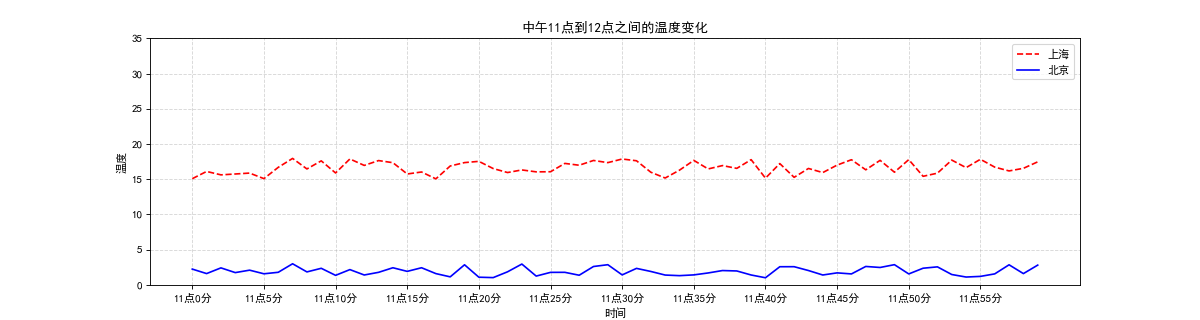 中午11点到12点之间的温度变化
上海
北京
温度
35
30
25
20
15
10
5
0
11点0分
11点5分
11点10分
11点15分
11点20分
11点25分
11点30分
11点35分
11点40分
11点45分
11点50分
11点55分
时间